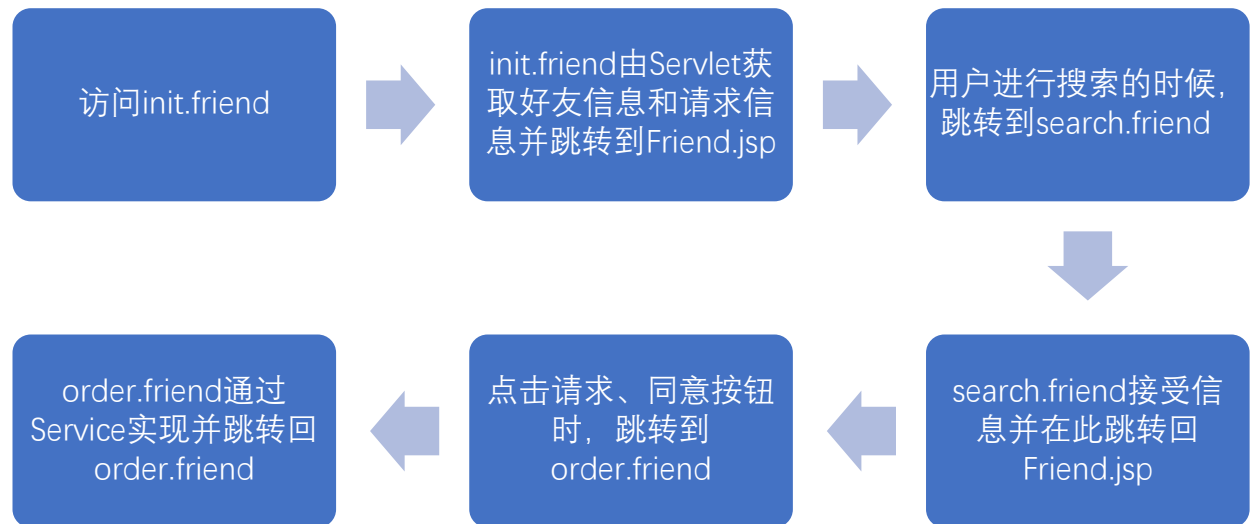 访问init.friend
init.friend由Servlet获
取好友信息和请求信
息并跳转到Friend.jsp
用户进行搜索的时候，
跳转到search.friend
search.friend接受信
息并在此跳转回
Friend.jsp
点击请求、同意按钮
时，跳转到
order.friend
order.friend通过
Service实现并跳转回
order.friend